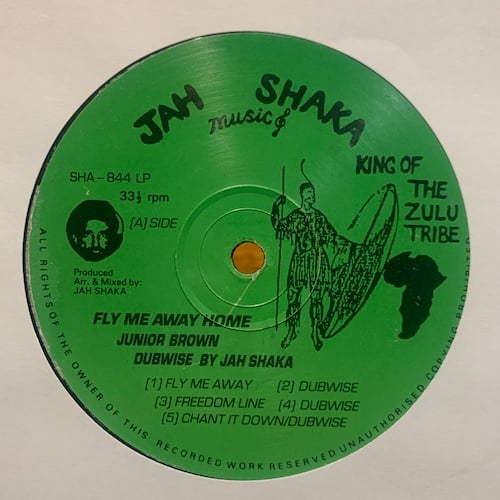 JAH SHAKA
music
KING OF
THE
ZULU
TRIBE
SHA-844 LP
33⅓ rpm
[A] SIDE
Produced
Arr. & Mixed by:
JAH SHAKA
FLY ME AWAY HOME
JUNIOR BROWN
DUBWISE BY JAH SHAKA
[1] FLY ME AWAY [2] DUBWISE
[3] FREEDOM LINE [4] DUBWISE
[5] CHANT IT DOWN/DUBWISE
ALL RIGHTS OF THE OWNER OF THIS RECORDED WORK RESERVED UNAUTHORISED COPYING PROHIBITED